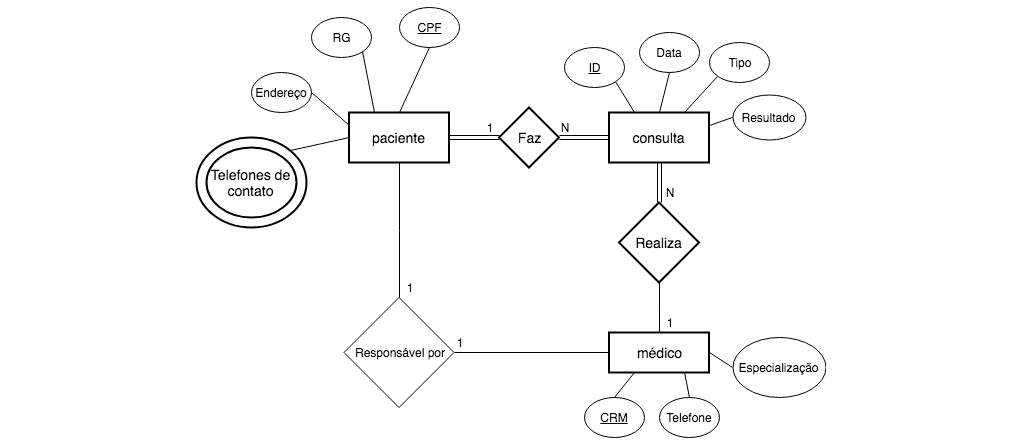 CPF
RG
ID
Data
Tipo
Endereço
Resultado
paciente
1
Faz
N
consulta
Telefones de
contato
N
Realiza
1
1
Responsável por
1
médico
Especialização
CRM
Telefone